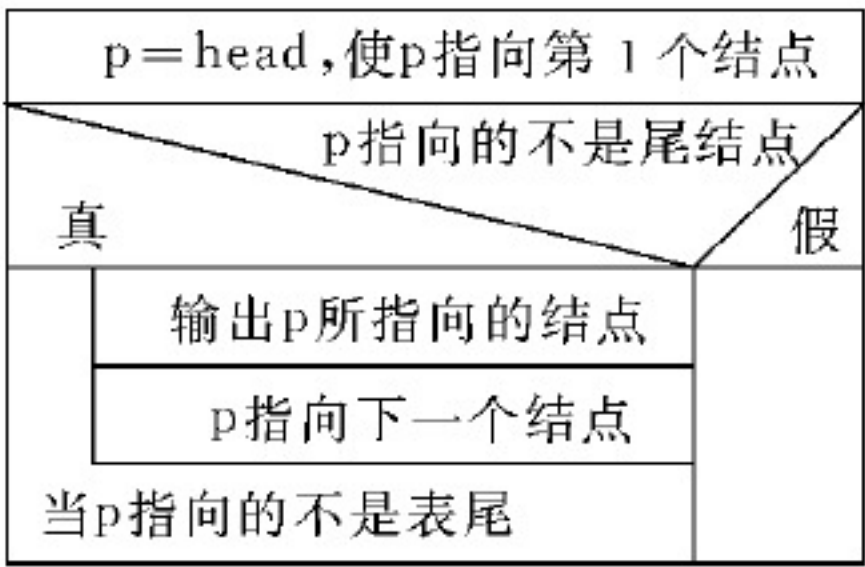 p=head,使p指向第 1 个结点
p指向的不是尾结点
真
假
输出p所指向的结点
p指向下一个结点
当p指向的不是表尾